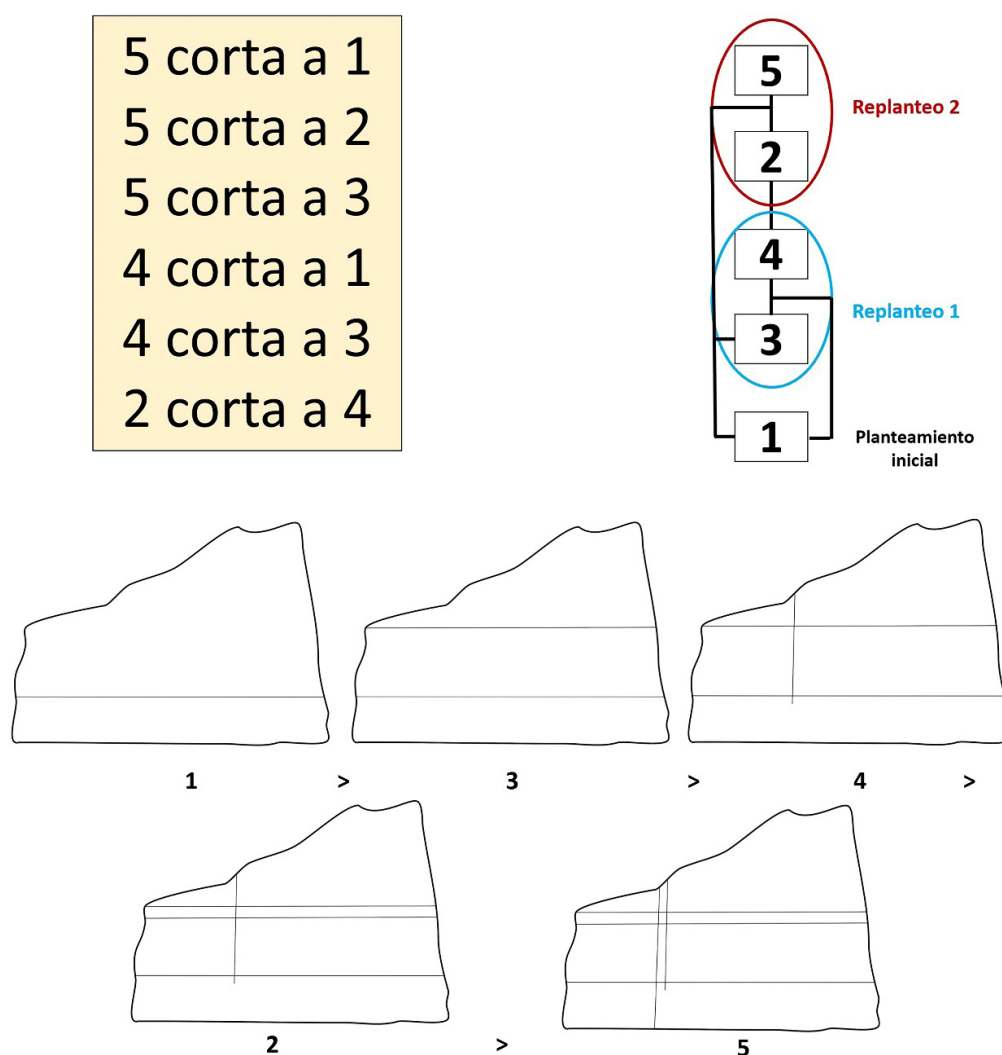 5 corta a 1
5 corta a 2
5 corta a 3
4 corta a 1
4 corta a 3
2 corta a 4
5
Replanteo 2
2
4
Replanteo 1
3
1
Planteamiento
inicial
1 > 3 > 4 >
2 > 5